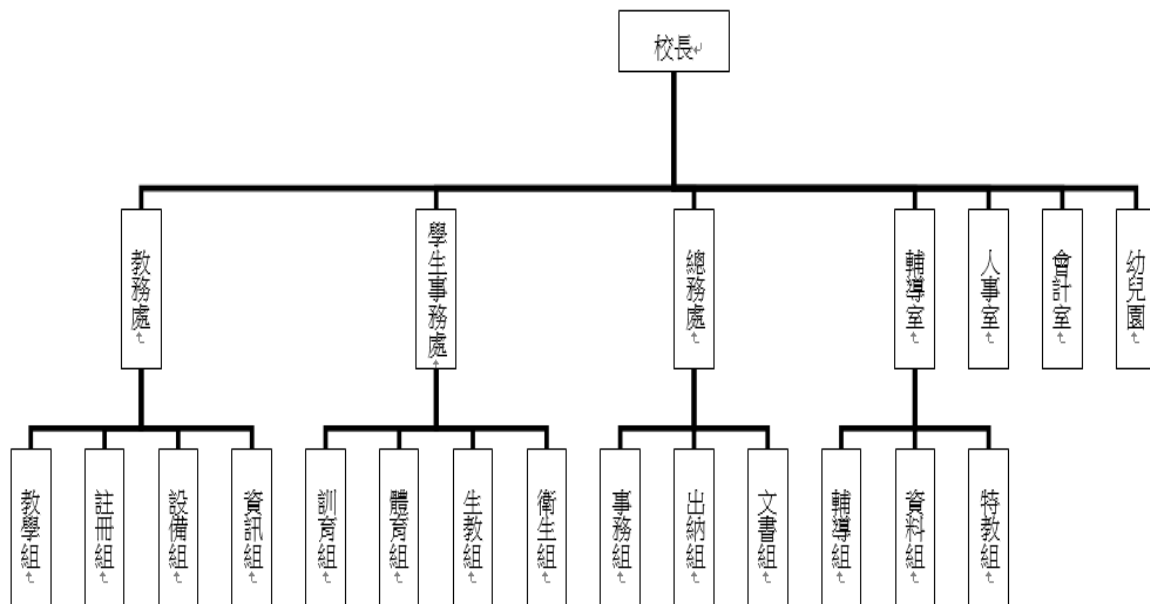 校長
教務處
學生事務處
總務處
輔導室
人事室
會計室
幼兒園
教學組
註冊組
設備組
資訊組
訓育組
體育組
生教組
衛生組
事務組
出納組
文書組
輔導組
資料組
特教組